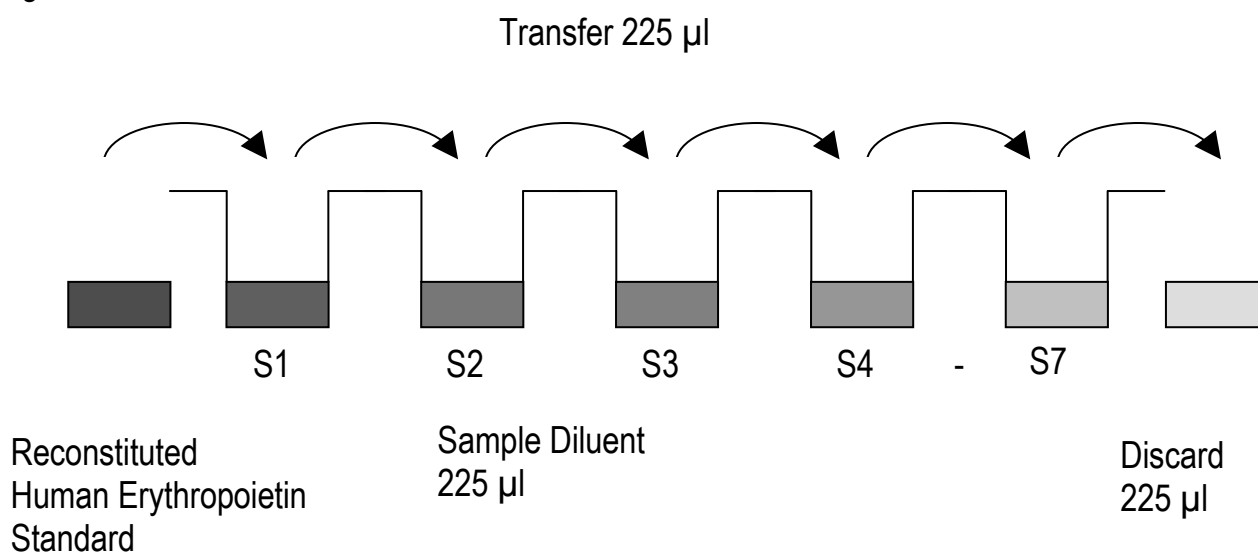 Transfer 225 µl
S1 S2 S3 S4 - S7
Reconstituted
Human Erythropoietin
Standard
Sample Diluent
225 µl
Discard
225 µl